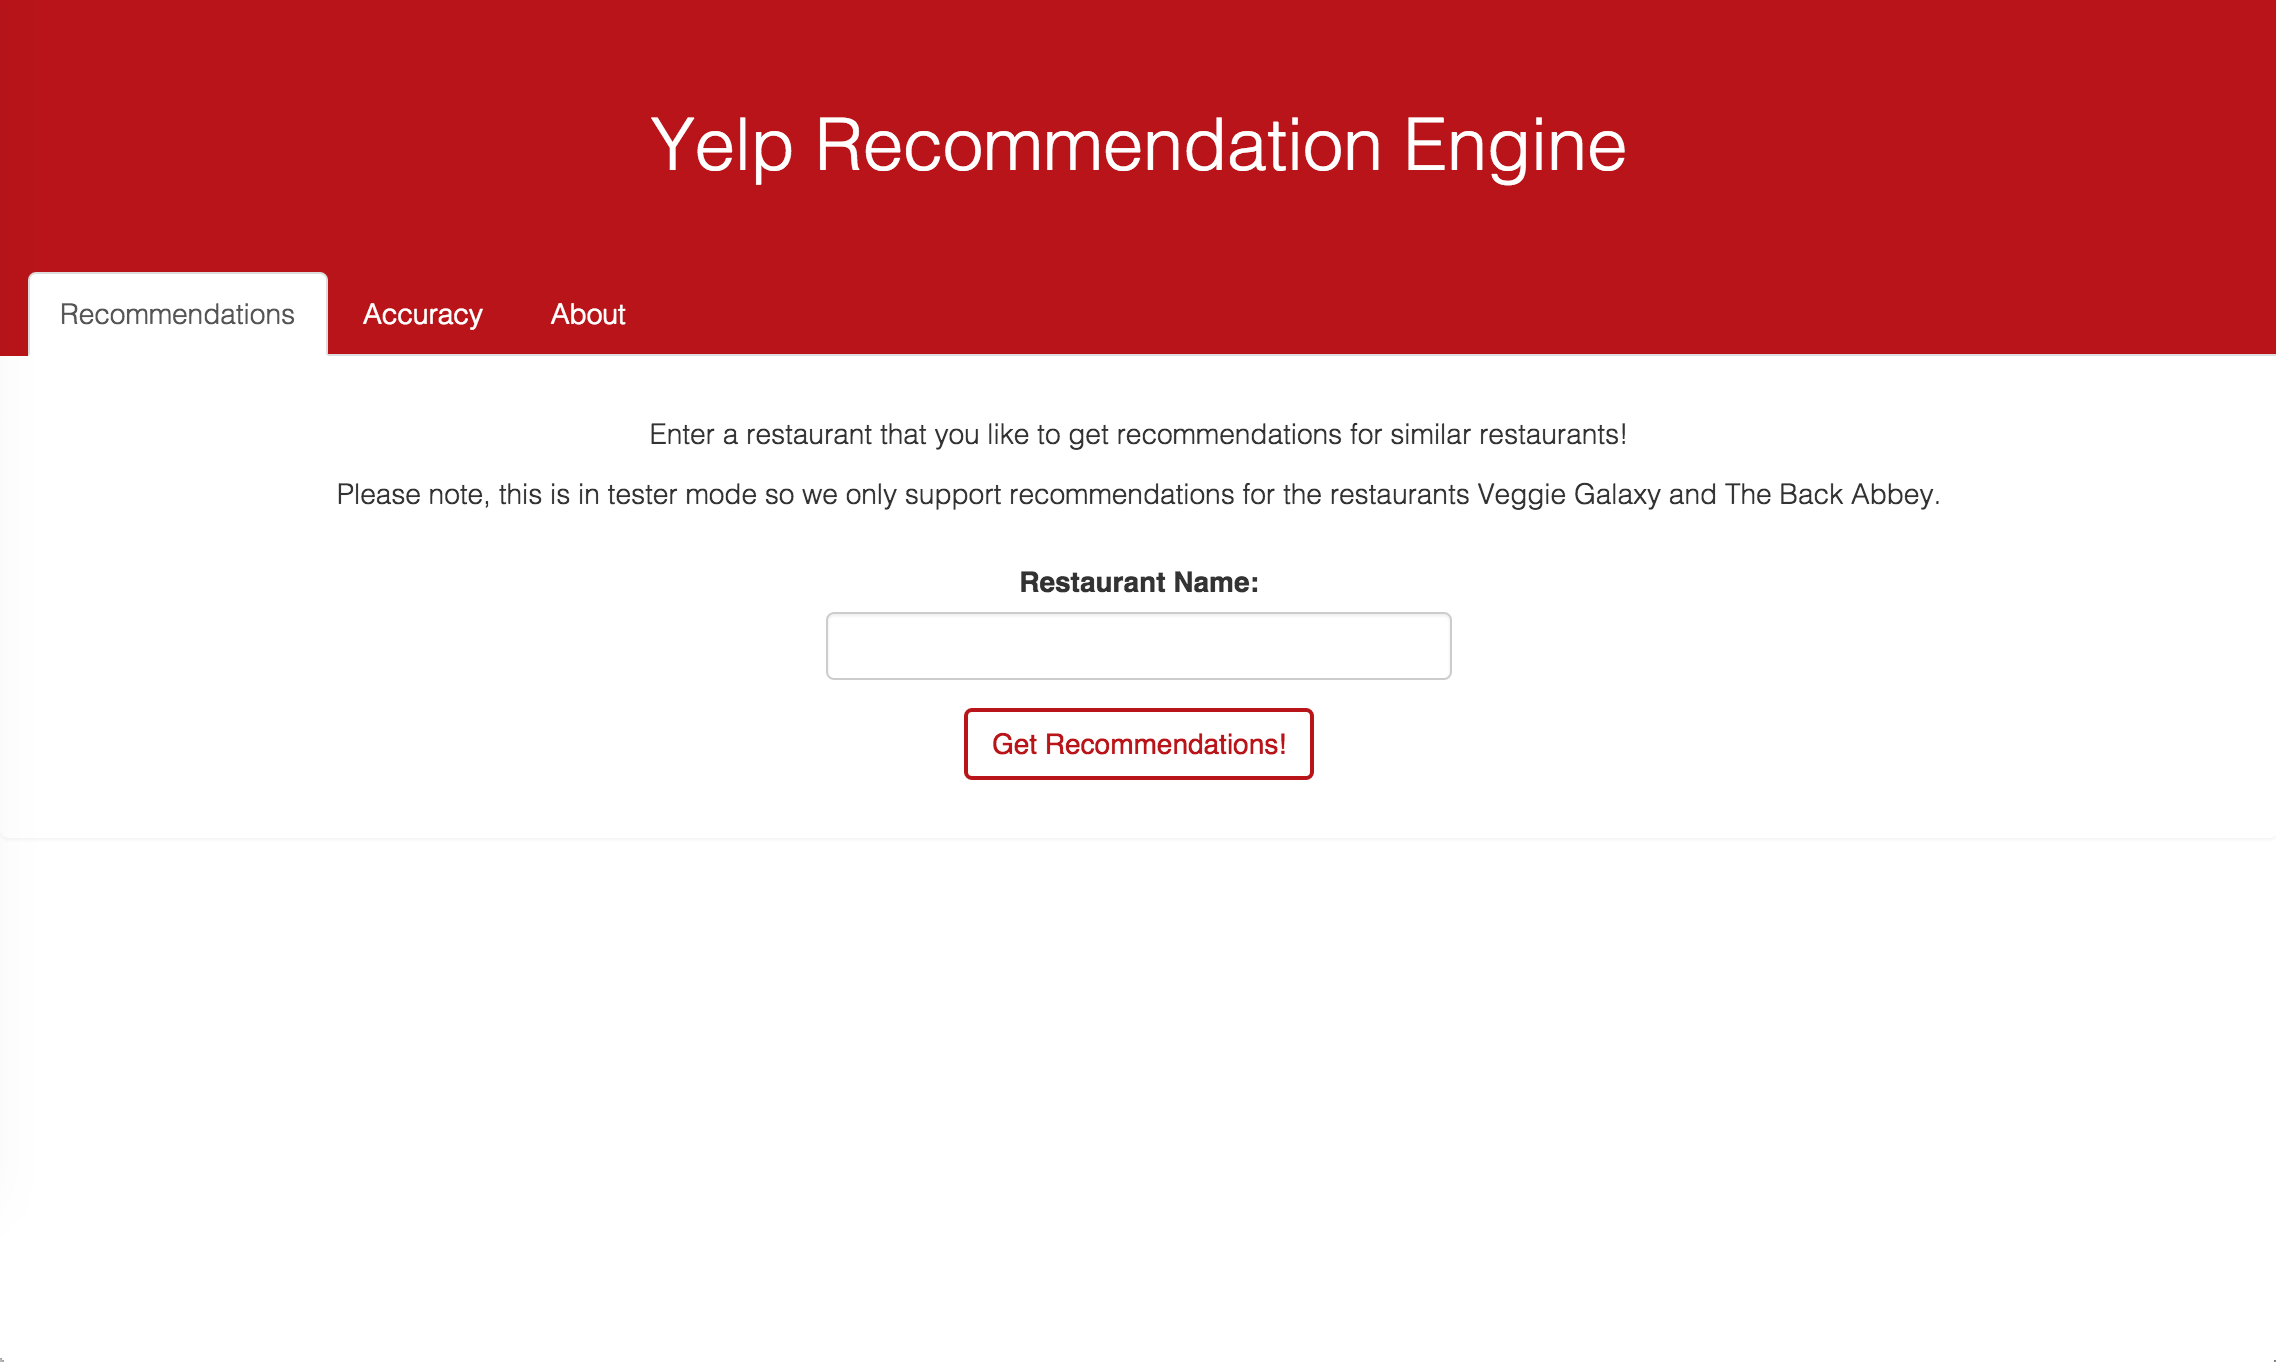 Yelp Recommendation Engine
Recommendations Accuracy About
Enter a restaurant that you like to get recommendations for similar restaurants!
Please note, this is in tester mode so we only support recommendations for the restaurants Veggie Galaxy and The Back Abbey.
Restaurant Name:
Get Recommendations!